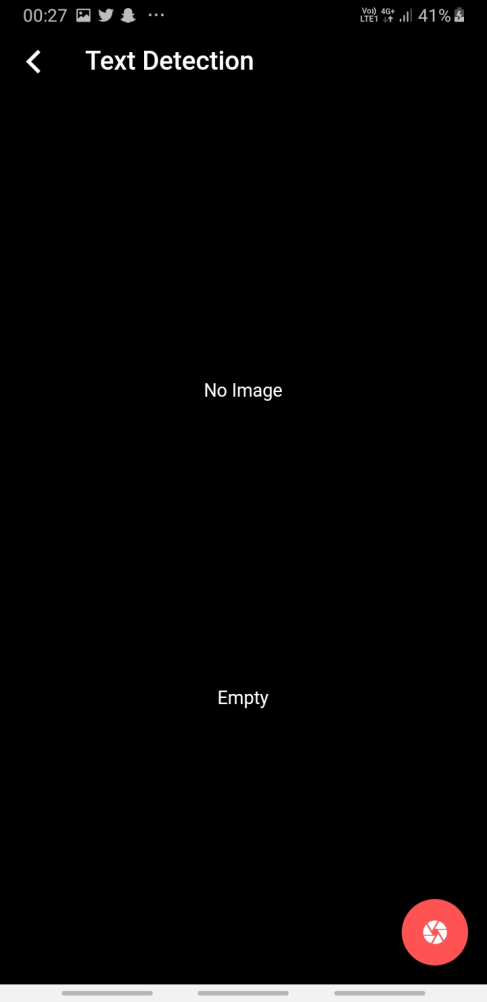 00:27 ... Vo)) 4G+ 41%
LTE1
Text Detection
No Image
Empty